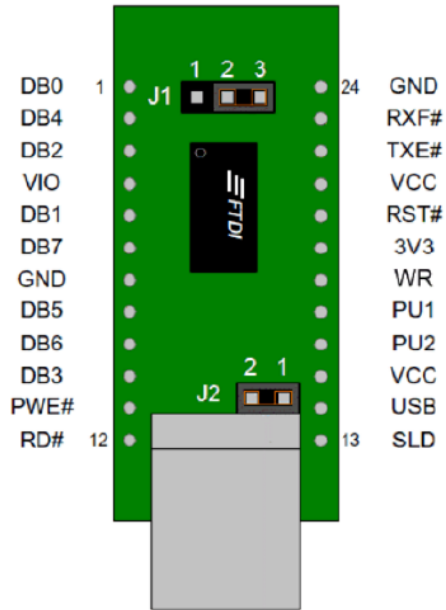 1 2 3
J1
DB0 1 24 GND
DB4 RXF#
DB2 TXE#
VIO VCC
DB1 RST#
DB7 3V3
GND WR
DB5 PU1
DB6 PU2
DB3 VCC
PWE# USB
RD# 12 13 SLD
FTDI
2 1
J2